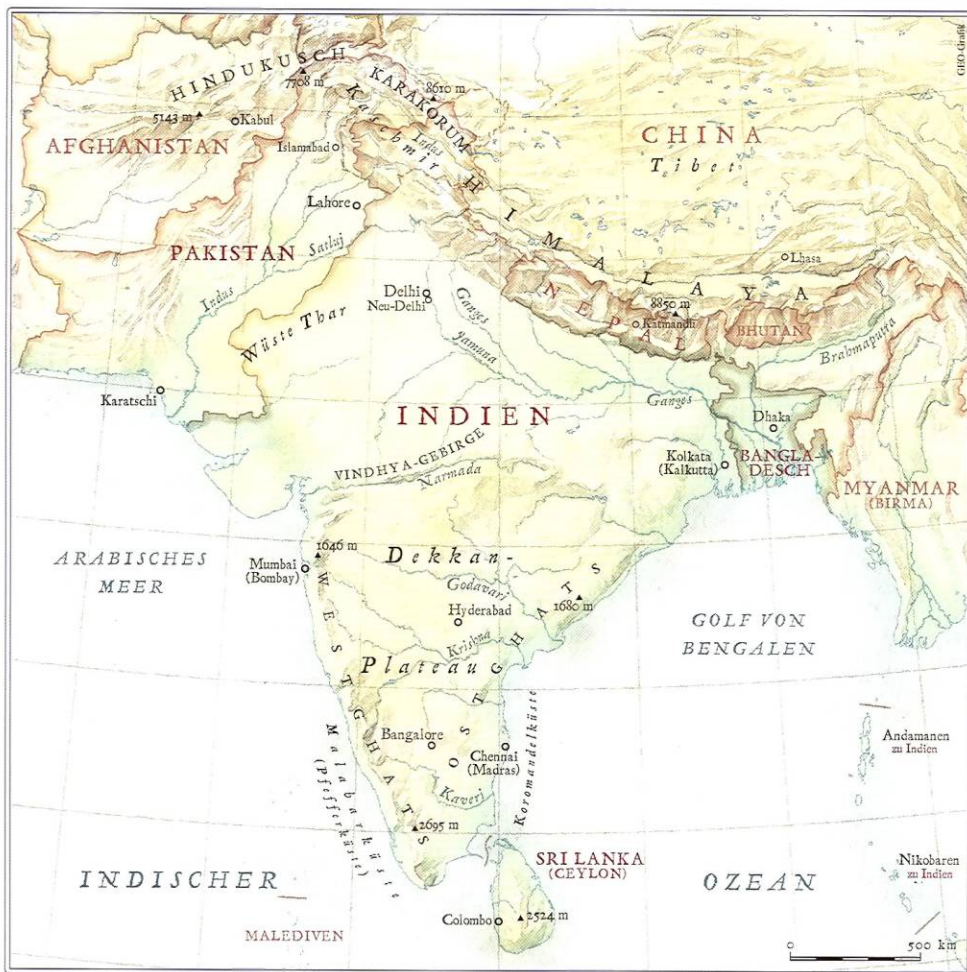 GEO-Grafik
HINDUKUSCH
7708 m
KARAKORUM
8610 m
5143 m
Kabul
AFGHANISTAN
Islamabad
Kaschmir
Indus
CHINA
Tibet
HIMALAYA
Lahore
PAKISTAN
Satluj
Lhasa
Indus
Delhi
Neu-Delhi
Wüste Thar
Ganges
Yamuna
NEPAL
8850 m
Katmandu
BHUTAN
Brahmaputra
Karatschi
INDIEN
Ganges
Dhaka
VINDHYA-GEBIRGE
Narmada
Kolkata
(Kalkutta)
BANGLA-
DESCH
MYANMAR
(BIRMA)
ARABISCHES
MEER
1646 m
Mumbai
(Bombay)
Dekkan-
Godavari
Hyderabad
1680 m
Krishna
Plateau
WESTGHATS
OSTGHATS
GOLF VON
BENGALEN
Bangalore
Chennai
(Madras)
Kaveri
Malabarküste
(Pfefferküste)
Koromandelküste
Andamanen
zu Indien
2695 m
SRI LANKA
(CEYLON)
Nikobaren
zu Indien
INDISCHER
OZEAN
Colombo
2524 m
MALEDIVEN
0
500 km